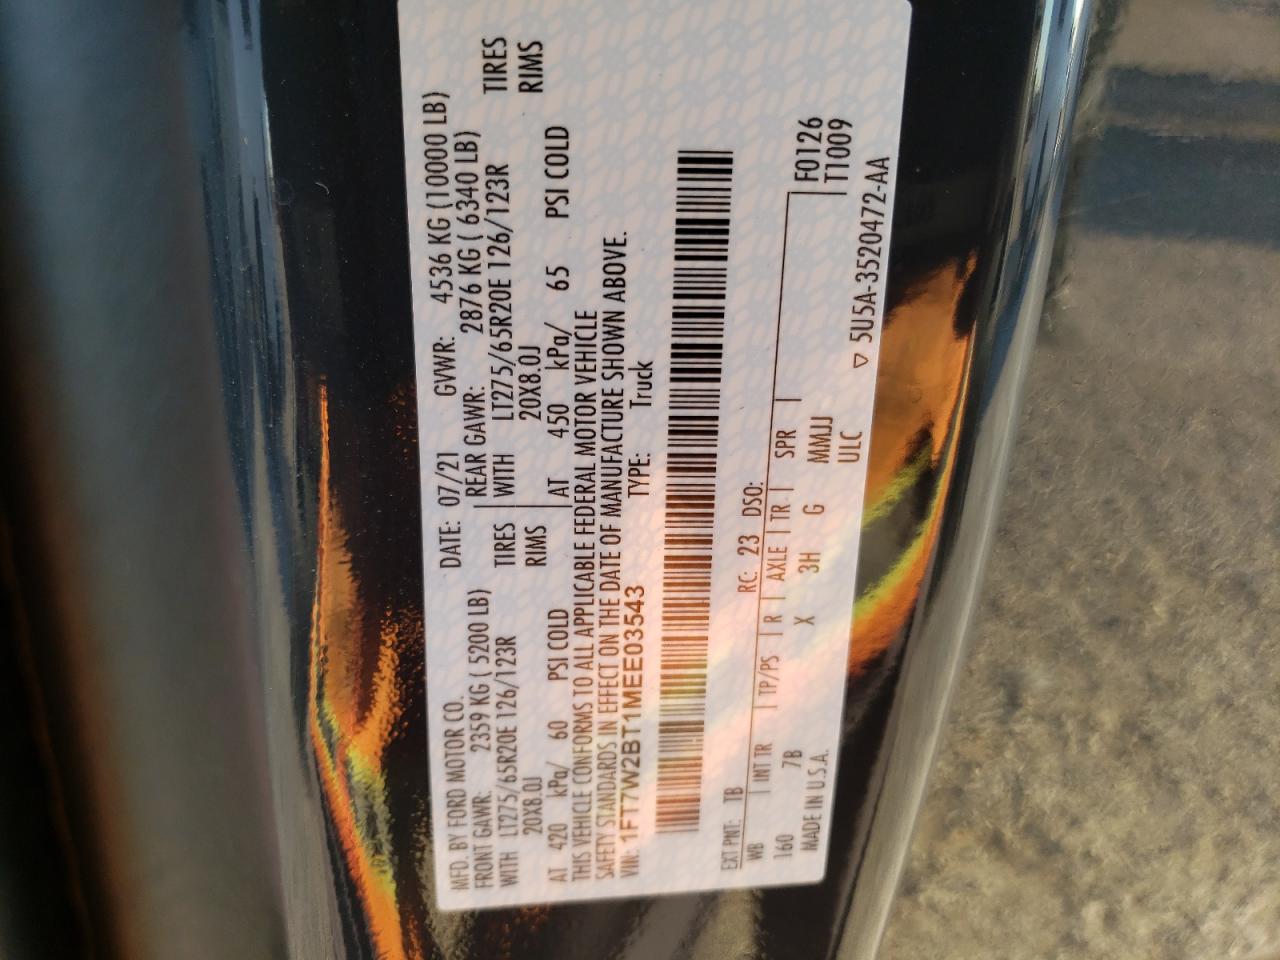 MFD. BY FORD MOTOR CO. DATE: 07/21 GVWR: 4536 KG (10000 LB)
FRONT GAWR: 2359 KG ( 5200 LB) REAR GAWR: 2876 KG ( 6340 LB)
WITH LT275/65R20E 126/123R TIRES WITH LT275/65R20E 126/123R TIRES
20X8.0J RIMS 20X8.0J RIMS
AT 420 kPa/ 60 PSI COLD AT 450 kPa/ 65 PSI COLD
THIS VEHICLE CONFORMS TO ALL APPLICABLE FEDERAL MOTOR VEHICLE
SAFETY STANDARDS IN EFFECT ON THE DATE OF MANUFACTURE SHOWN ABOVE.
VIN: 1FT7W2BT1MEE03543 TYPE: Truck
EXT PNT: TB RC: 23 DSO:
WB INT TR TP/PS R AXLE TR SPR F0126
160 7B X 3H G MMUJ T1009
MADE IN U.S.A. ULC
▽ 5U5A-3520472-AA